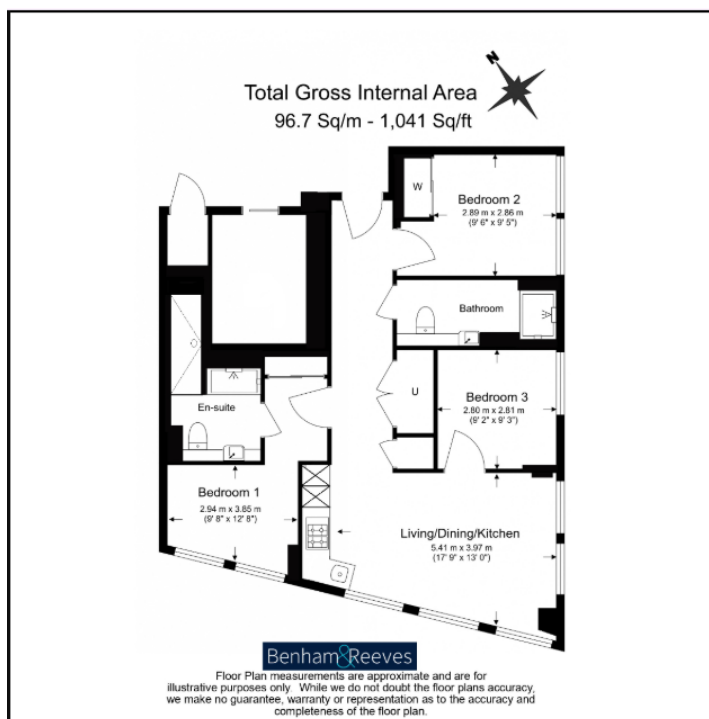 N
Total Gross Internal Area
96.7 Sq/m - 1,041 Sq/ft
W
Bedroom 2
2.89 m x 2.86 m
(9' 6" x 9' 5")
Bathroom
U
Bedroom 3
2.80 m x 2.81 m
(9' 2" x 9' 3")
En-suite
Bedroom 1
2.94 m x 3.85 m
(9' 8" x 12' 8")
Living/Dining/Kitchen
5.41 m x 3.97 m
(17' 9" x 13' 0")
Benham&Reeves
Floor Plan measurements are approximate and are for
illustrative purposes only. While we do not doubt the floor plans accuracy,
we make no guarantee, warranty or representation as to the accuracy and
completeness of the floor plan.